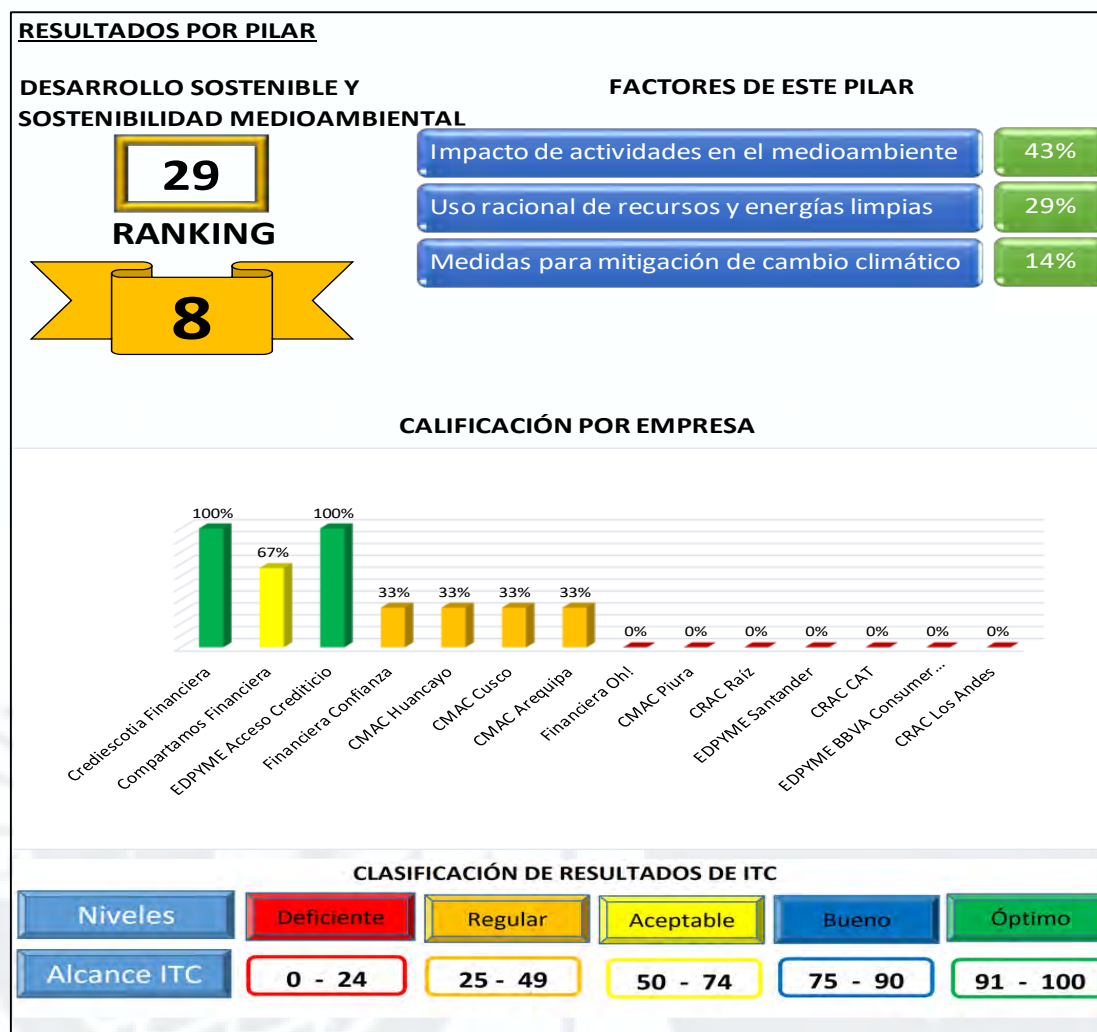 RESULTADOS POR PILAR
DESARROLLO SOSTENIBLE Y
SOSTENIBILIDAD MEDIOAMBIENTAL
29
RANKING
8
FACTORES DE ESTE PILAR
Impacto de actividades en el medioambiente 43%
Uso racional de recursos y energías limpias 29%
Medidas para mitigación de cambio climático 14%
CALIFICACIÓN POR EMPRESA
100% 67% 100% 33% 33% 33% 33% 0% 0% 0% 0% 0% 0% 0%
Crediescotia Financiera
Compartamos Financiera
EDPYME Acceso Crediticio
Financiera Confianza
CMAC Huancayo
CMAC Cusco
CMAC Arequipa
Financiera Oh!
CMAC Piura
CRAC Raíz
EDPYME Santander
CRAC CAT
EDPYME BBVA Consumer...
CRAC Los Andes
CLASIFICACIÓN DE RESULTADOS DE ITC
Niveles Deficiente Regular Aceptable Bueno Óptimo
Alcance ITC 0 - 24 25 - 49 50 - 74 75 - 90 91 - 100